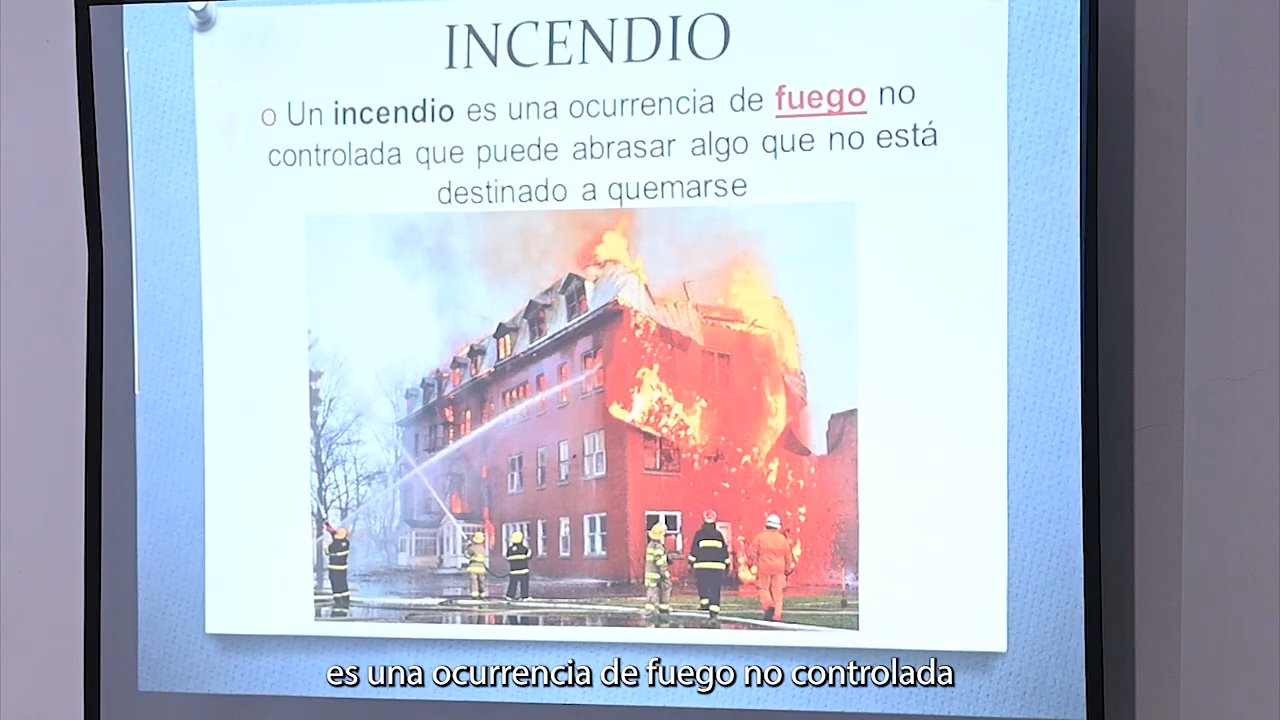 INCENDIO
o Un incendio es una ocurrencia de fuego no
controlada que puede abrasar algo que no está
destinado a quemarse
es una ocurrencia de fuego no controlada